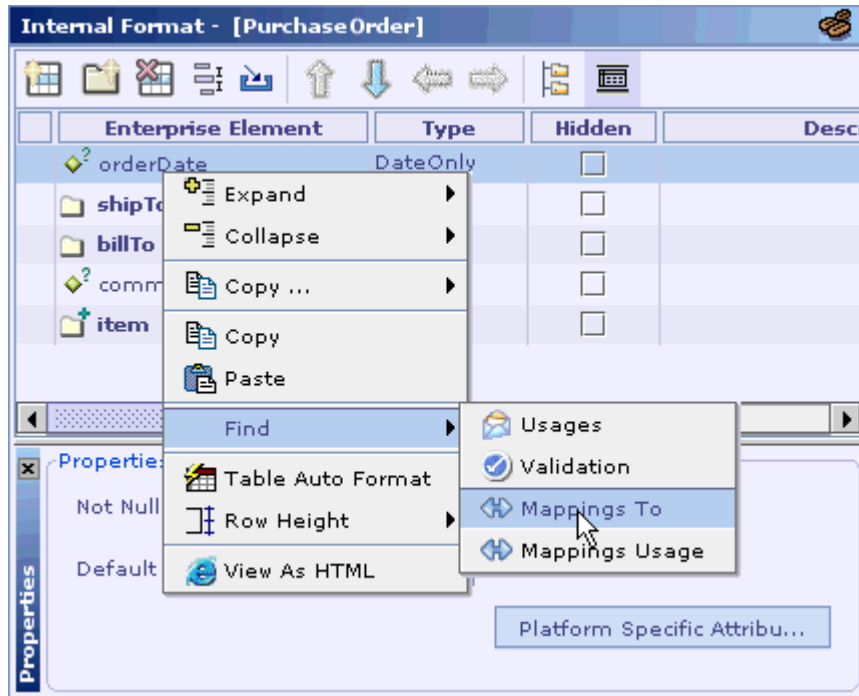 Internal Format - [PurchaseOrder]
Enterprise Element Type Hidden Desc
? orderDate DateOnly
shipTo
billTo
? comm
item
Expand
Collapse
Copy ...
Copy
Paste
Find
Table Auto Format
Row Height
View As HTML
Usages
Validation
Mappings To
Mappings Usage
Properties
Properties
Not Null
Default
Platform Specific Attribu...